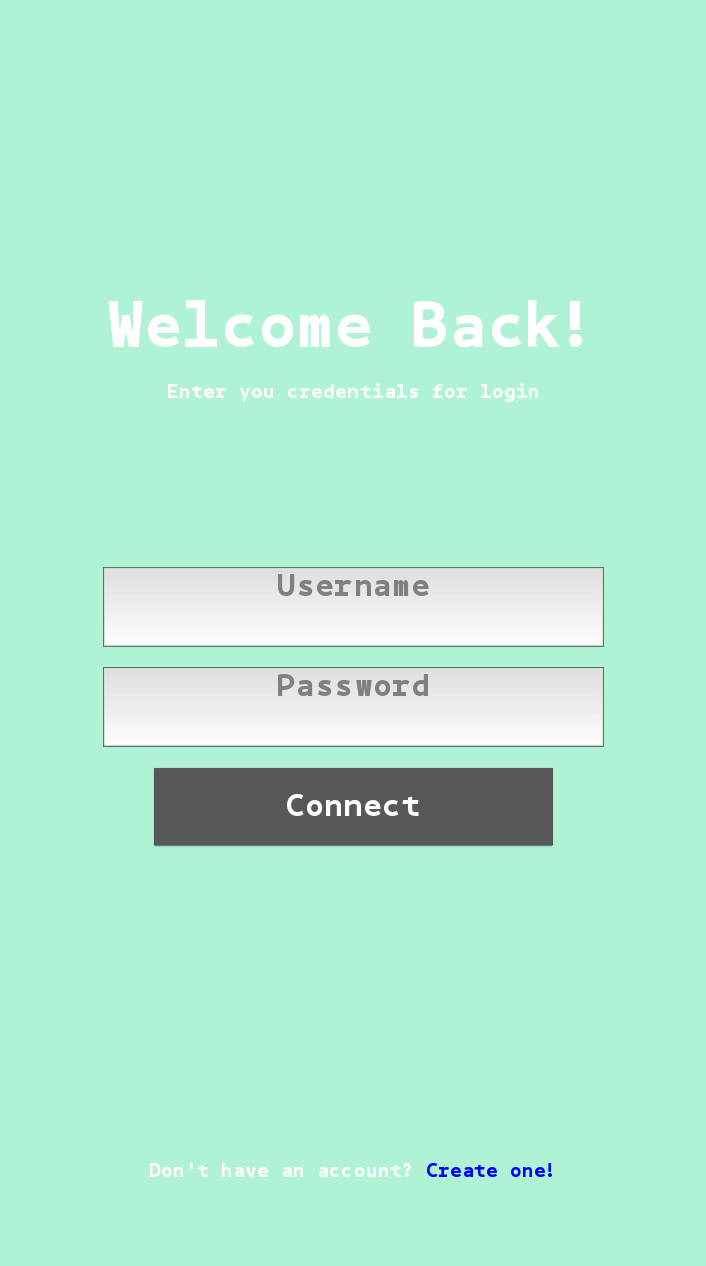 Welcome Back!
Enter you credentials for login
Username
Password
Connect
Don't have an account? Create one!